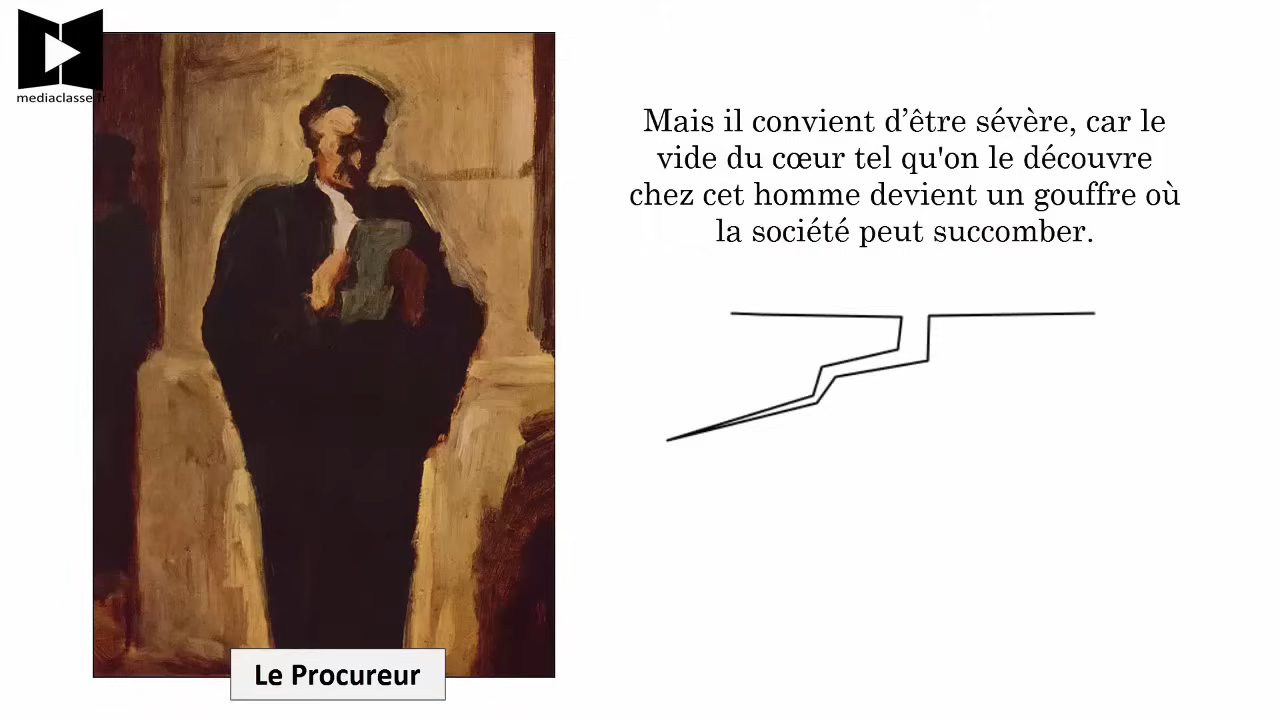 mediaclasse.fr
Mais il convient d’être sévère, car le
vide du cœur tel qu'on le découvre
chez cet homme devient un gouffre où
la société peut succomber.
Le Procureur